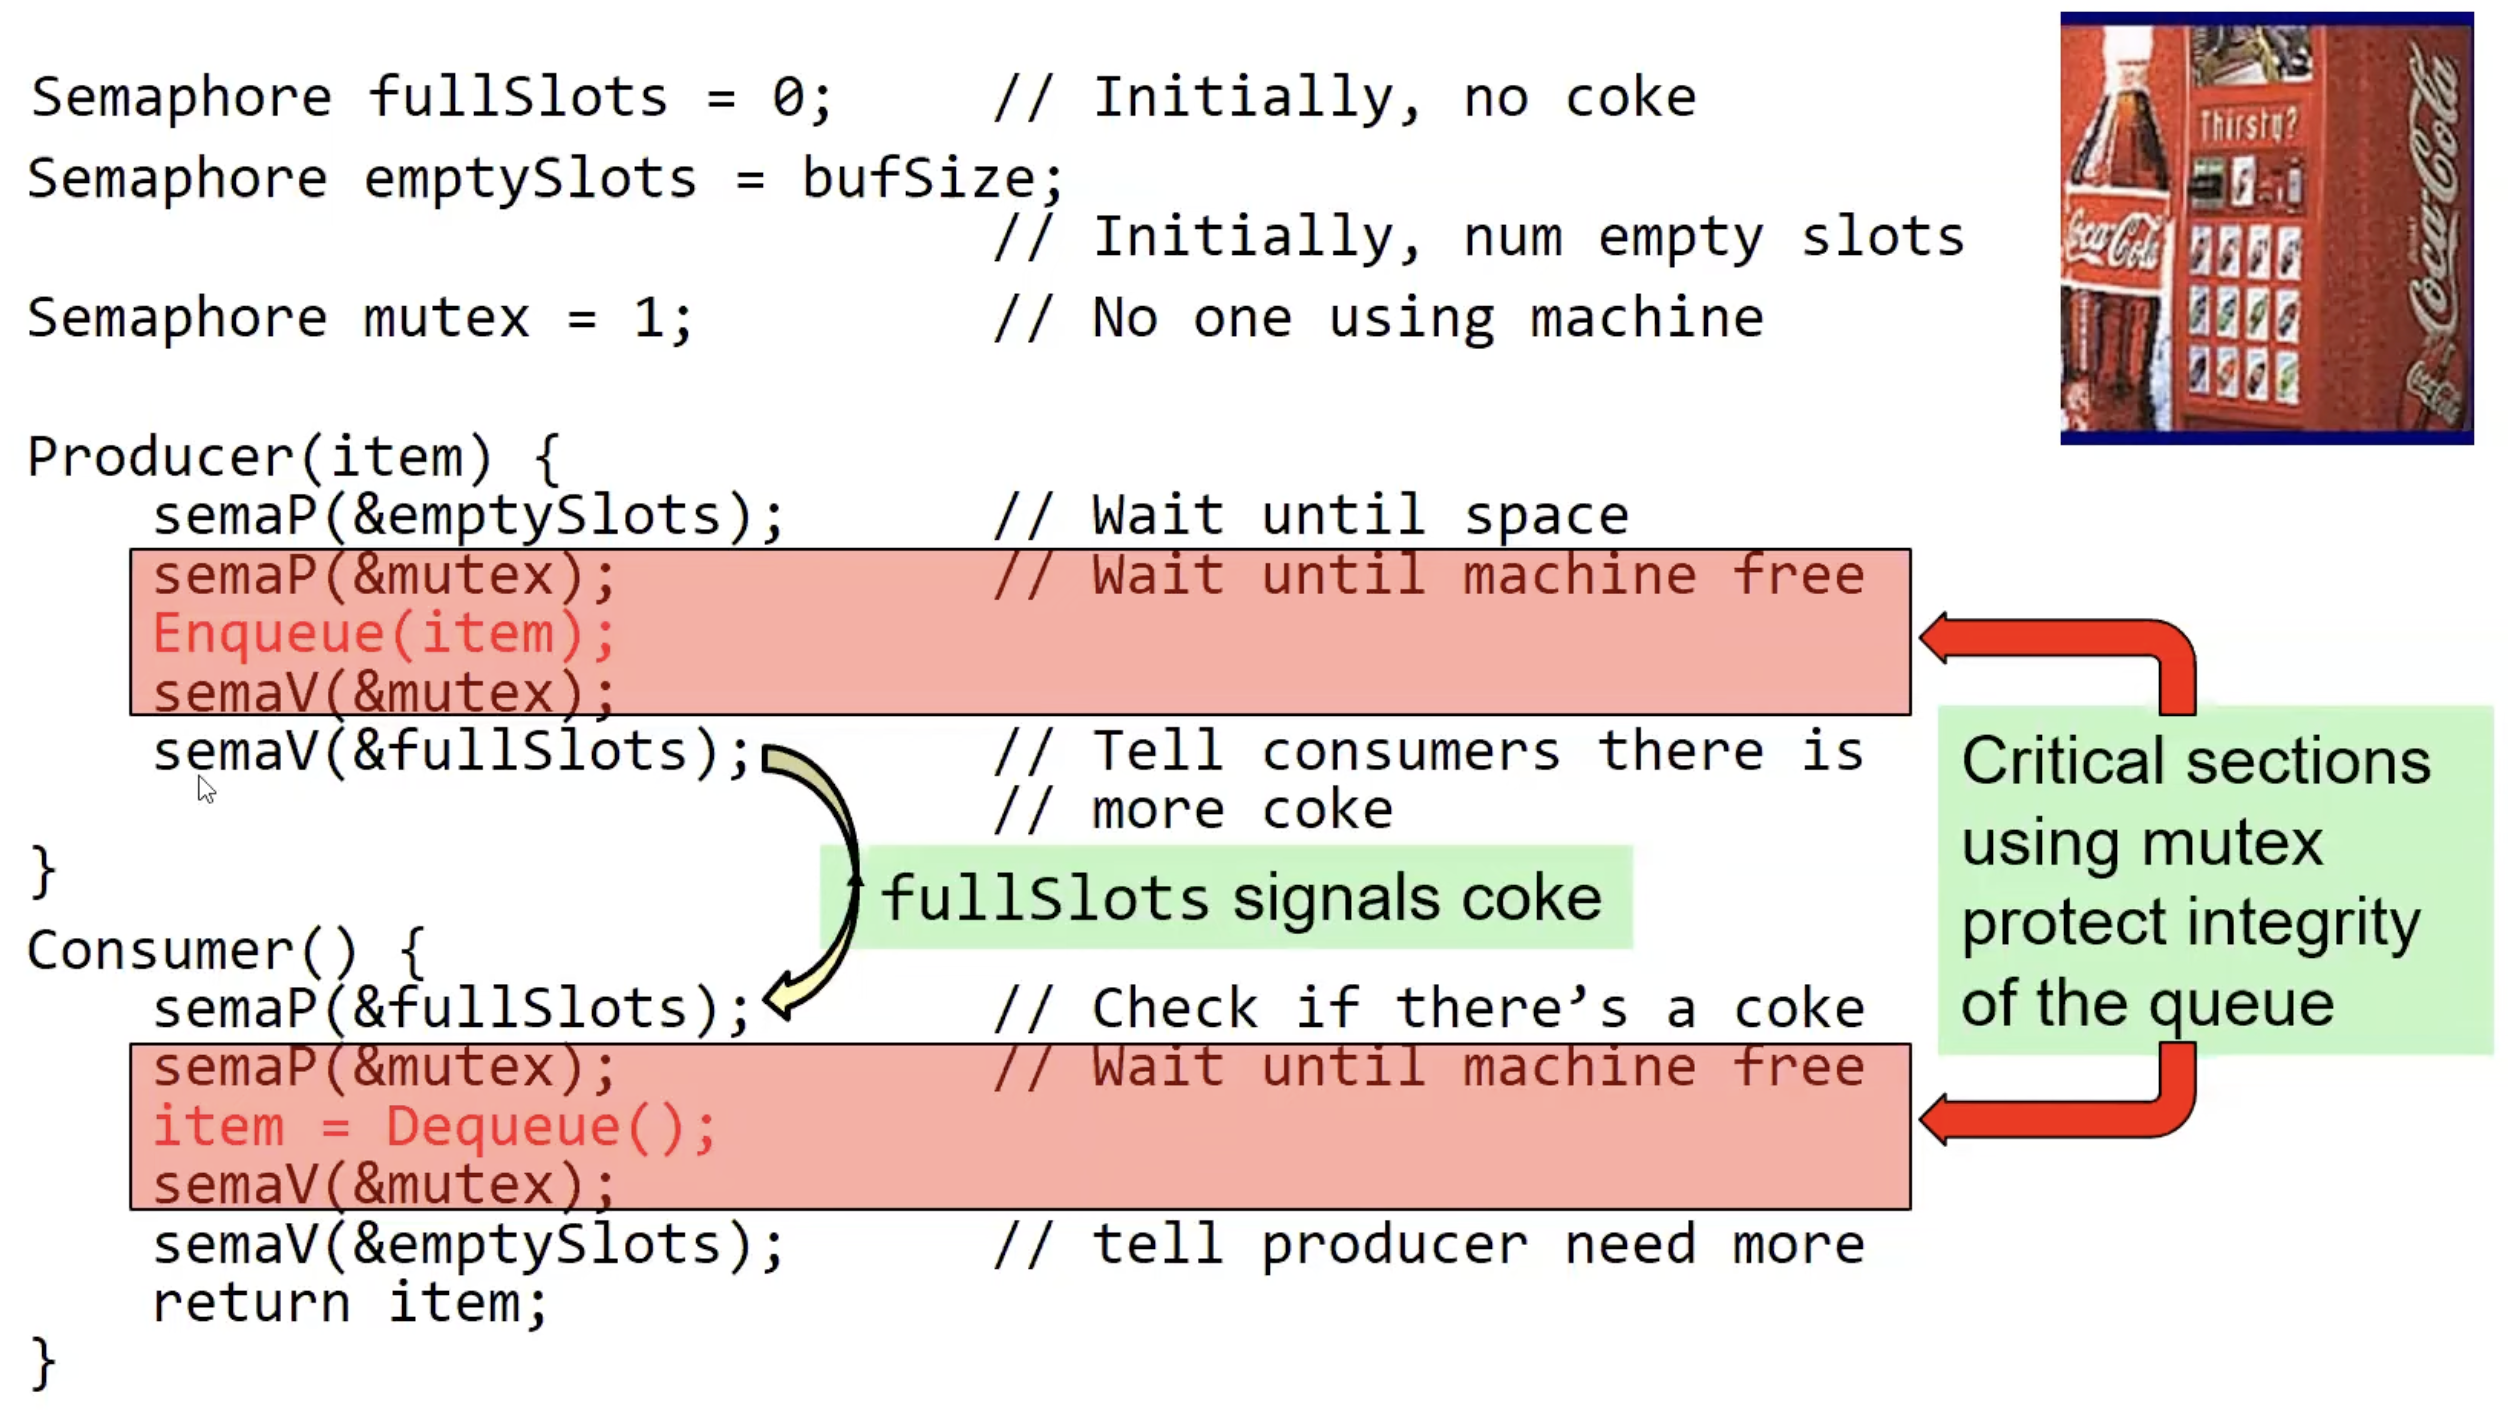 Semaphore fullSlots = 0; // Initially, no coke
Semaphore emptySlots = bufSize;
// Initially, num empty slots
Semaphore mutex = 1; // No one using machine
Thirsty?
Coca-Cola
Coca-Cola
Producer(item) {
semaP(&emptySlots); // Wait until space
semaP(&mutex); // Wait until machine free
Enqueue(item);
semaV(&mutex);
semaV(&fullSlots); // Tell consumers there is
// more coke
}
fullSlots signals coke
Consumer() {
semaP(&fullSlots); // Check if there’s a coke
semaP(&mutex); // Wait until machine free
item = Dequeue();
semaV(&mutex);
semaV(&emptySlots); // tell producer need more
return item;
}
Critical sections
using mutex
protect integrity
of the queue